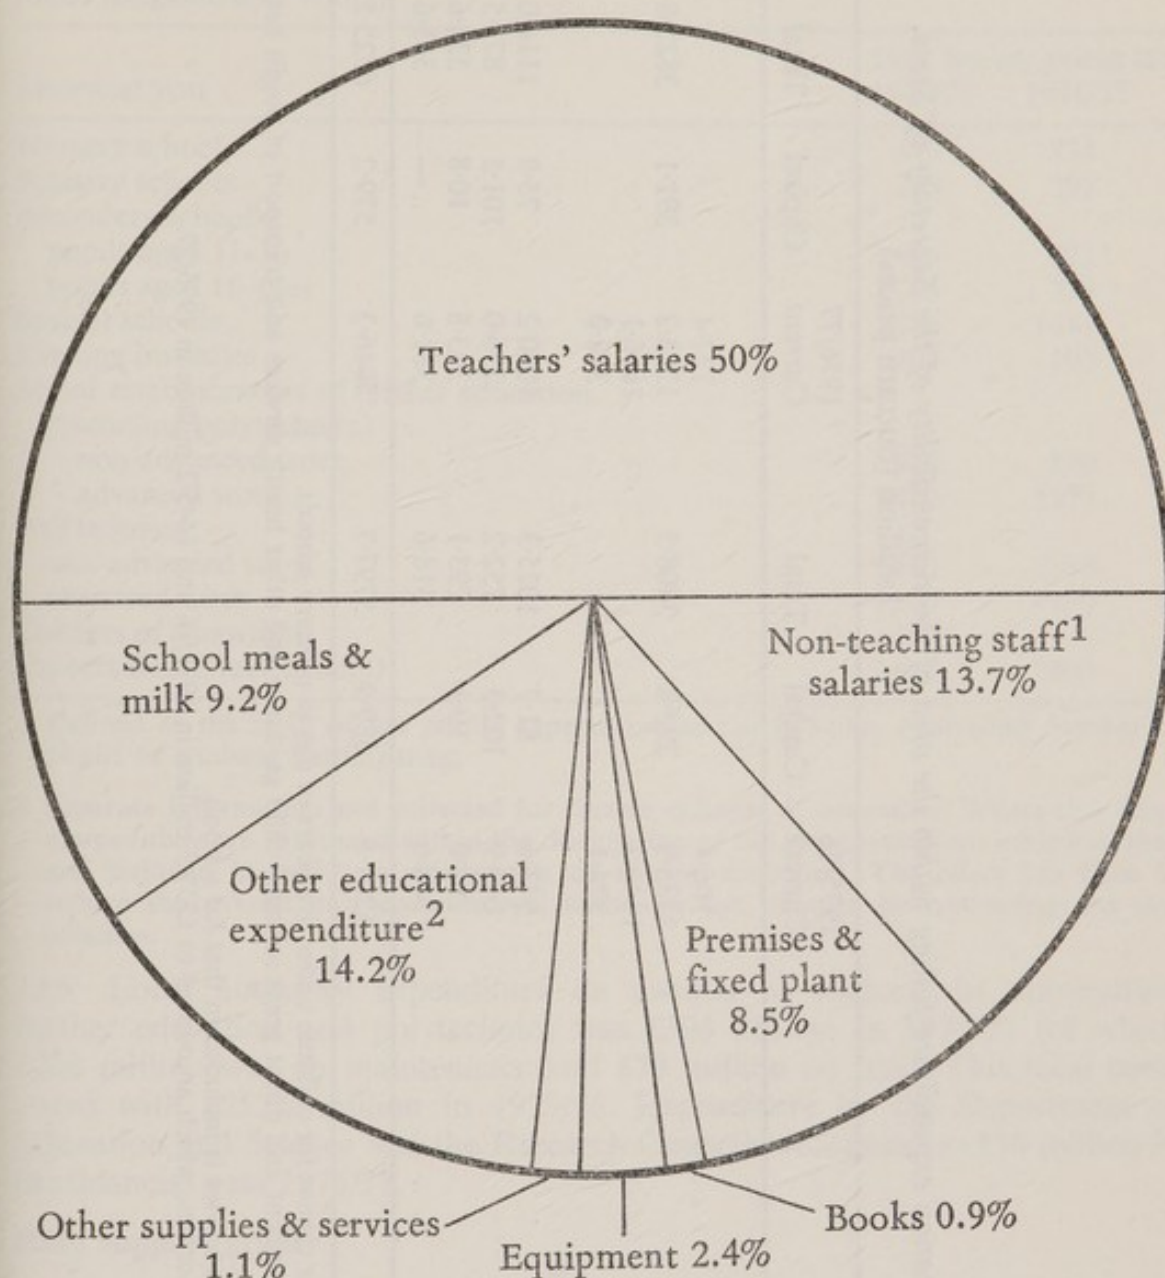 Teachers’ salaries 50%
Non-teaching staff1
salaries 13.7%
School meals &
milk 9.2%
Other educational
expenditure2
14.2%
Premises &
fixed plant
8.5%
Other supplies & services
1.1%
Equipment 2.4%
Books 0.9%